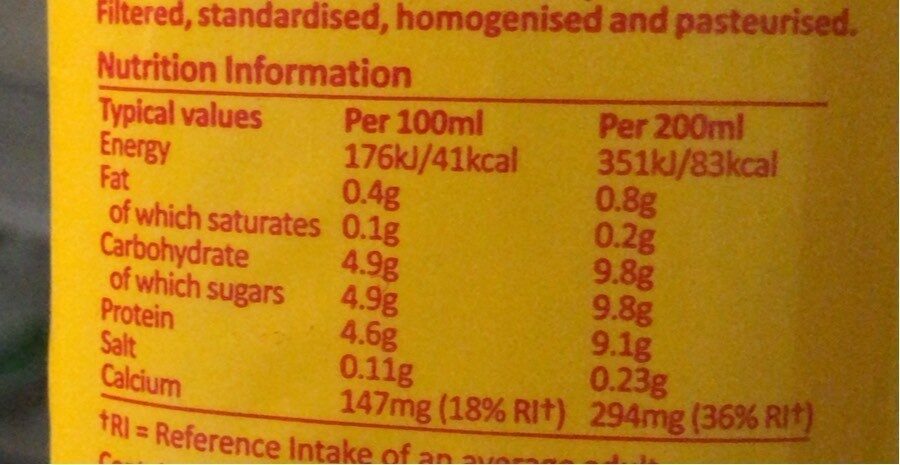 Filtered, standardised, homogenised and pasteurised.
Nutrition Information
Typical values Per 100ml Per 200ml
Energy 176kJ/41kcal 351kJ/83kcal
Fat 0.4g 0.8g
of which saturates 0.1g 0.2g
Carbohydrate 4.9g 9.8g
of which sugars 4.9g 9.8g
Protein 4.6g 9.1g
Salt 0.11g 0.23g
Calcium 147mg (18% RI†) 294mg (36% RI†)
†RI = Reference Intake of an average adult